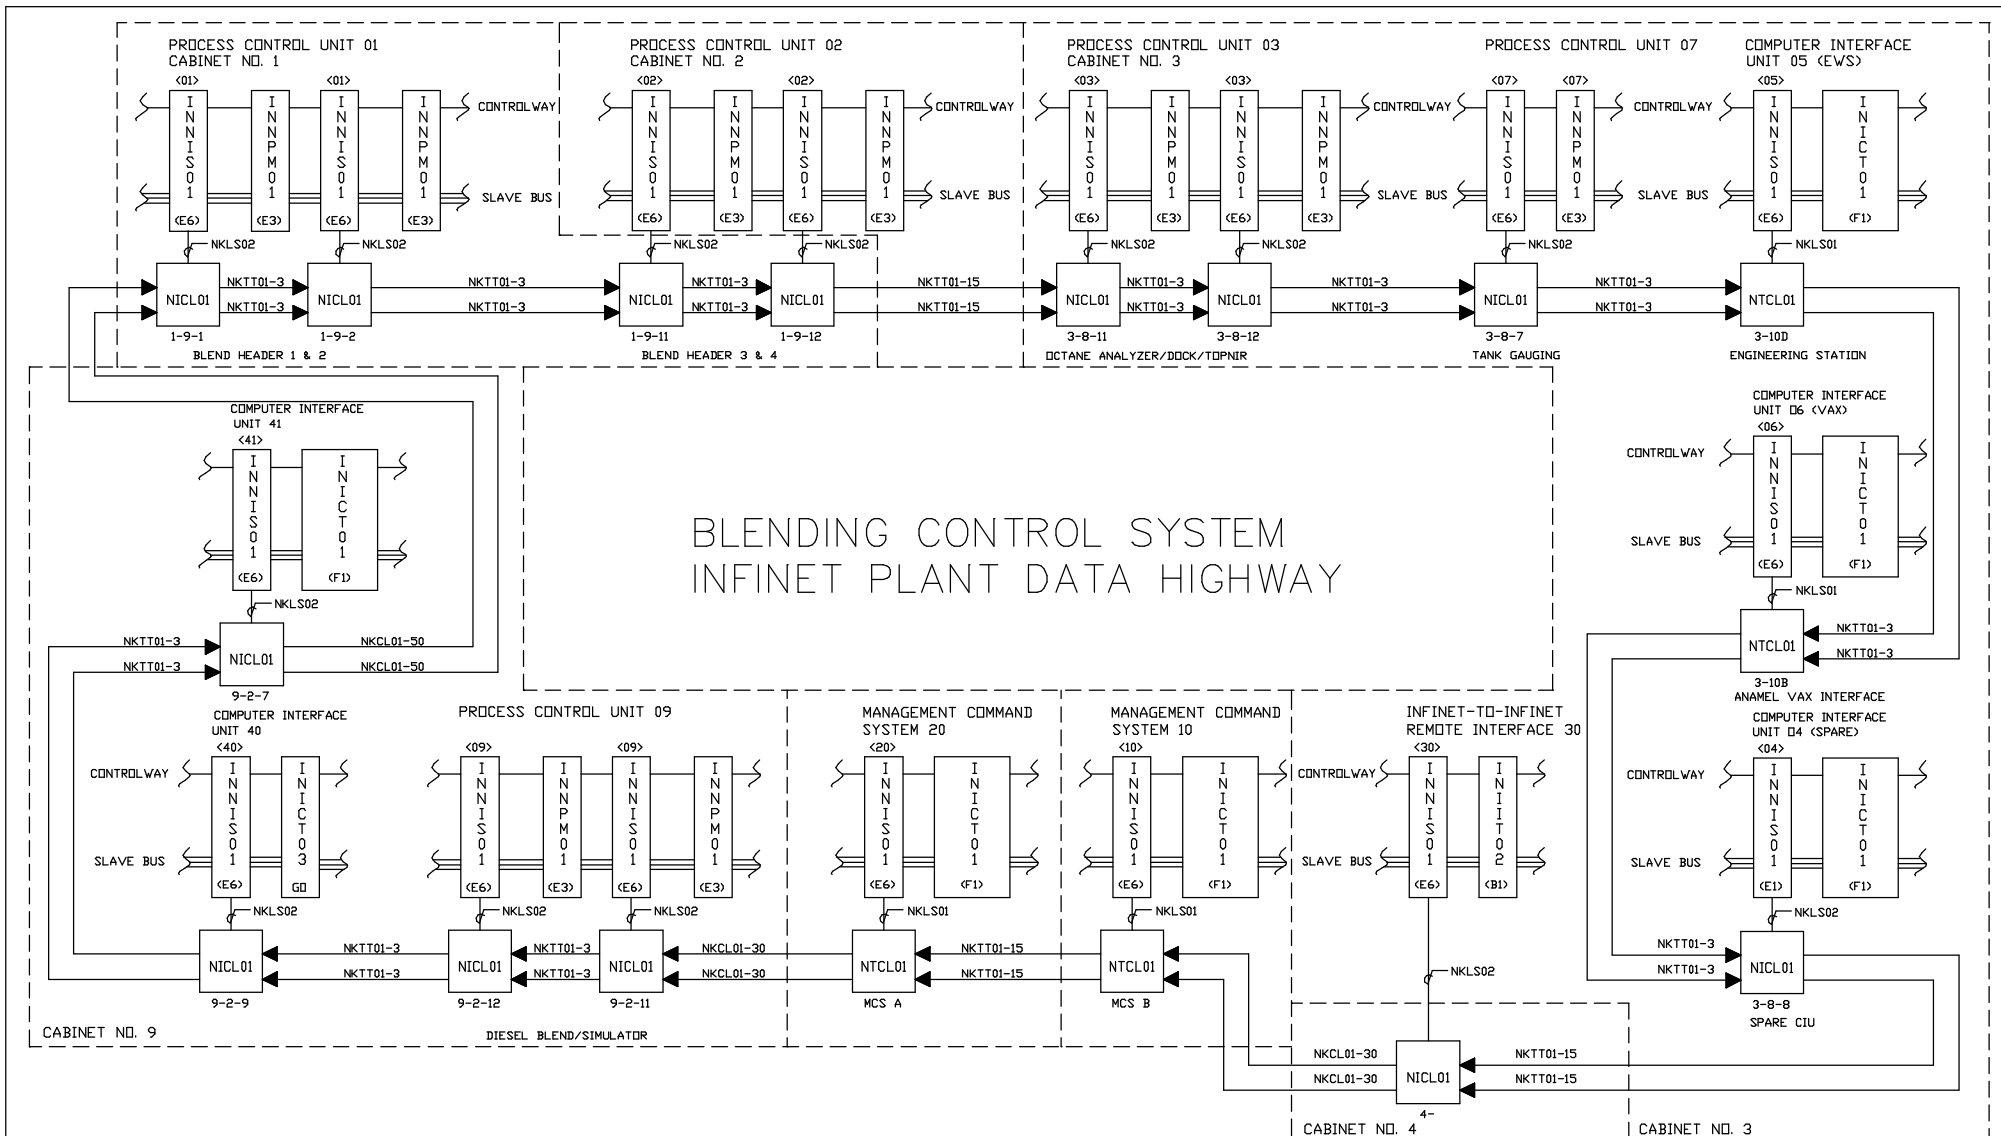 PROCESS CONTROL UNIT 01
CABINET NO. 1
PROCESS CONTROL UNIT 02
CABINET NO. 2
PROCESS CONTROL UNIT 03
CABINET NO. 3
PROCESS CONTROL UNIT 07
COMPUTER INTERFACE
UNIT 05 (EWS)
<01> <01> <02> <02> <03> <03> <07> <07> <05>
INNIS01 INNPM01 INNIS01 INNPM01 CONTROLWAY SLAVE BUS
(E6) (E3) (E6) (E3)
INNIS01 INNPM01 INNIS01 INNPM01 CONTROLWAY SLAVE BUS
(E6) (E3) (E6) (E3)
INNIS01 INNPM01 INNIS01 INNPM01 CONTROLWAY SLAVE BUS
(E6) (E3) (E6) (E3)
INNIS01 INNPM01 CONTROLWAY SLAVE BUS
(E6) (E3)
INNIS01 INICT01
(E6) (F1)
NKLS02 NKLS02 NKLS02 NKLS02 NKLS02 NKLS02 NKLS02 NKLS01
NKTT01-3 NKTT01-3 NKTT01-3 NKTT01-15 NKTT01-3 NKTT01-3 NKTT01-3
NICL01 NICL01 NICL01 NICL01 NICL01 NICL01 NICL01 NTCL01
NKTT01-3 NKTT01-3 NKTT01-3 NKTT01-15 NKTT01-3 NKTT01-3 NKTT01-3
1-9-1 1-9-2 1-9-11 1-9-12 3-8-11 3-8-12 3-8-7 3-10D
BLEND HEADER 1 & 2
BLEND HEADER 3 & 4
OCTANE ANALYZER/DOCK/TOPNIR
TANK GAUGING
ENGINEERING STATION
COMPUTER INTERFACE
UNIT 41
<41>
INNIS01 INICT01
(E6) (F1)
NKLS02
NKTT01-3 NKCL01-50
NICL01
NKTT01-3 NKCL01-50
9-2-7
BLENDING CONTROL SYSTEM
INFINET PLANT DATA HIGHWAY
COMPUTER INTERFACE
UNIT 06 (VAX)
<06>
CONTROLWAY
INNIS01 INICT01
SLAVE BUS
(E6) (F1)
NKLS01
NKTT01-3
NTCL01
NKTT01-3
3-10B
ANAMEL VAX INTERFACE
COMPUTER INTERFACE
UNIT 40
<40>
CONTROLWAY
INNIS01 INICT03
SLAVE BUS
(E6) G0
NKLS02
PROCESS CONTROL UNIT 09
<09> <09>
INNIS01 INNPM01 INNIS01 INNPM01
(E6) (E3) (E6) (E3)
NKLS02 NKLS02
MANAGEMENT COMMAND
SYSTEM 20
<20>
INNIS01 INICT01
(E6) (F1)
NKLS01
MANAGEMENT COMMAND
SYSTEM 10
<10>
INNIS01 INICT01
(E6) (F1)
NKLS01
INFINET-TO-INFINET
REMOTE INTERFACE 30
<30>
CONTROLWAY
INNIS01 INIIT02
SLAVE BUS
(E6) (B1)
NKLS02
COMPUTER INTERFACE
UNIT 04 (SPARE)
<04>
CONTROLWAY
INNIS01 INICT01
SLAVE BUS
(E1) (F1)
NKLS02
NKTT01-3
NICL01
NKTT01-3
3-8-8
SPARE CIU
NKTT01-3 NKTT01-3 NKCL01-30 NKTT01-15
NICL01 NICL01 NICL01 NTCL01 NTCL01
NKTT01-3 NKTT01-3 NKCL01-30 NKTT01-15
9-2-9 9-2-12 9-2-11 MCS A MCS B
CABINET NO. 9
DIESEL BLEND/SIMULATOR
NKCL01-30 NKTT01-15
NICL01
NKCL01-30 NKTT01-15
4-
CABINET NO. 4
CABINET NO. 3